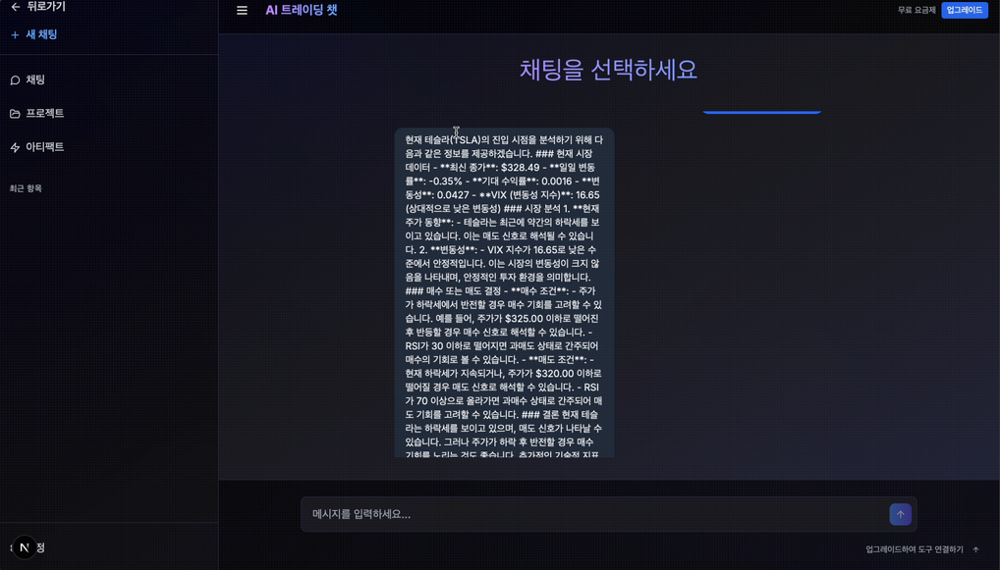 뒤로가기
새 채팅
채팅
프로젝트
아티팩트
최근 항목
N
정
AI 트레이딩 챗
무료 요금제
업그레이드
채팅을 선택하세요
현재 테슬라(TSLA)의 진입 시점을 분석하기 위해 다
음과 같은 정보를 제공하겠습니다. ### 현재 시장
데이터 - **최신 종가**: $328.49 - **일일 변동
률**: -0.35% - **기대 수익률**: 0.0016 - **변
동성**: 0.0427 - **VIX (변동성 지수)**: 16.65
(상대적으로 낮은 변동성) ### 시장 분석 1. **현재
주가 동향**: - 테슬라는 최근에 약간의 하락세를 보
이고 있습니다. 이는 매도 신호로 해석될 수 있습니
다. 2. **변동성**: - VIX 지수가 16.65로 낮은 수
준에서 안정적입니다. 이는 시장의 변동성이 크지 않
음을 나타내며, 안정적인 투자 환경을 의미합니다.
### 매수 또는 매도 결정 - **매수 조건**: - 주가
가 하락세에서 반전할 경우 매수 기회를 고려할 수 있
습니다. 예를 들어, 주가가 $325.00 이하로 떨어진
후 반등할 경우 매수 신호로 해석할 수 있습니다. -
RSI가 30 이하로 떨어지면 과매도 상태로 간주되어
매수의 기회로 볼 수 있습니다. - **매도 조건**: -
현재 하락세가 지속되거나, 주가가 $320.00 이하로
떨어질 경우 매도 신호로 해석할 수 있습니다. - RSI
가 70 이상으로 올라가면 과매수 상태로 간주되어 매
도 기회를 고려할 수 있습니다. ### 결론 현재 테슬
라는 하락세를 보이고 있으며, 매도 신호가 나타날 수
있습니다. 그러나 주가가 하락 후 반전할 경우 매수
기회를 노리는 것도 좋습니다. 추가적인 기술적 지표
메시지를 입력하세요...
업그레이드하여 도구 연결하기